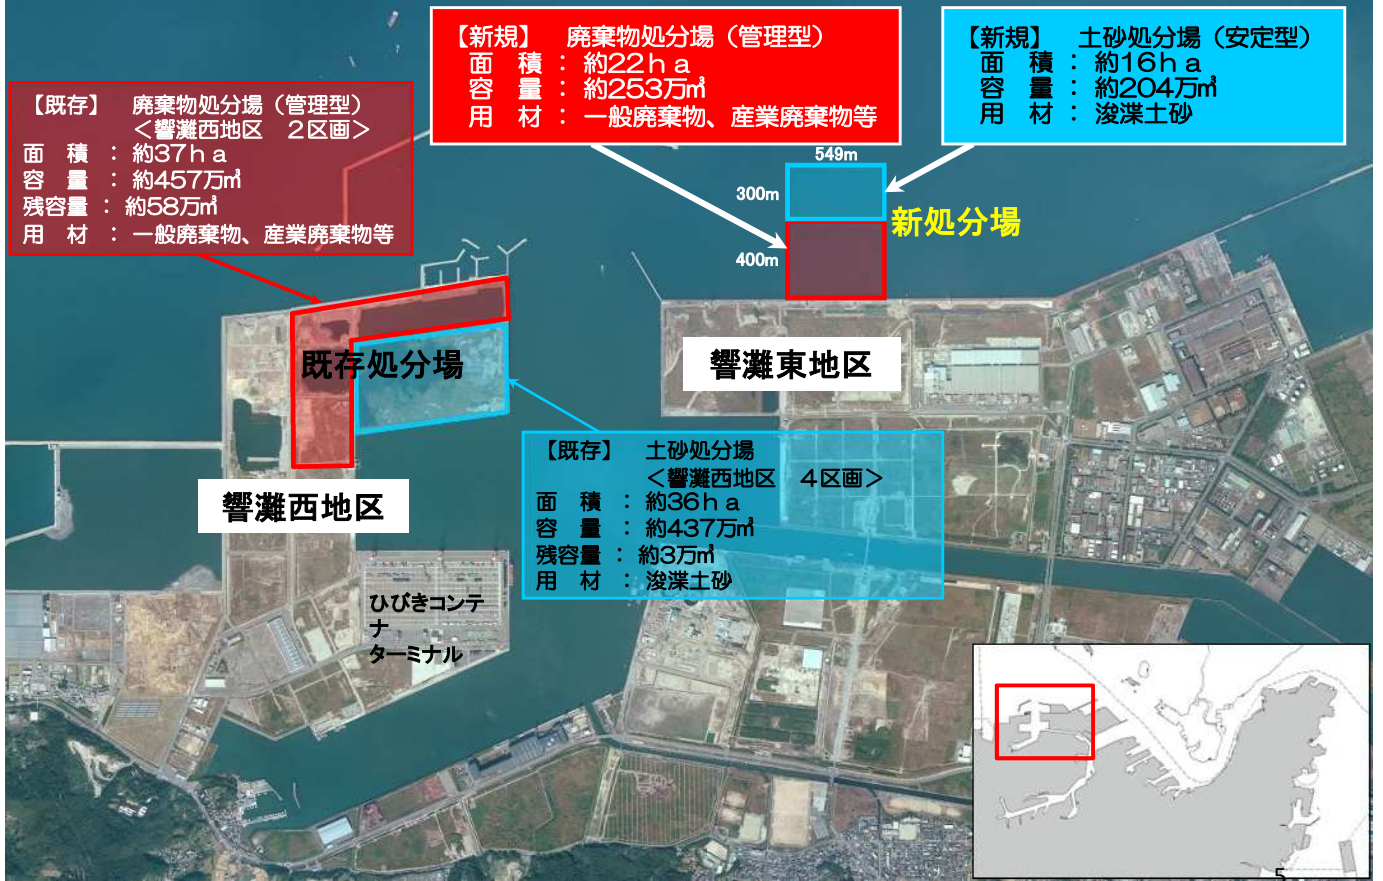 【新規】 廃棄物処分場（管理型）
面　積 ： 約22ｈａ
容　量 ： 約253万㎥
用　材 ： 一般廃棄物、産業廃棄物等
【新規】 土砂処分場（安定型）
面　積 ： 約16ｈａ
容　量 ： 約204万㎥
用　材 ： 浚渫土砂
【既存】 廃棄物処分場（管理型）
＜響灘西地区　２区画＞
面　積 ： 約37ｈａ
容　量 ： 約457万㎥
残容量 ： 約58万㎥
用　材 ： 一般廃棄物、産業廃棄物等
549m
300m
新処分場
400m
既存処分場
響灘東地区
【既存】 土砂処分場
＜響灘西地区　４区画＞
面　積 ： 約36ｈａ
容　量 ： 約437万㎥
残容量 ： 約3万㎥
用　材 ： 浚渫土砂
響灘西地区
ひびきコンテ
ナ
ターミナル
5